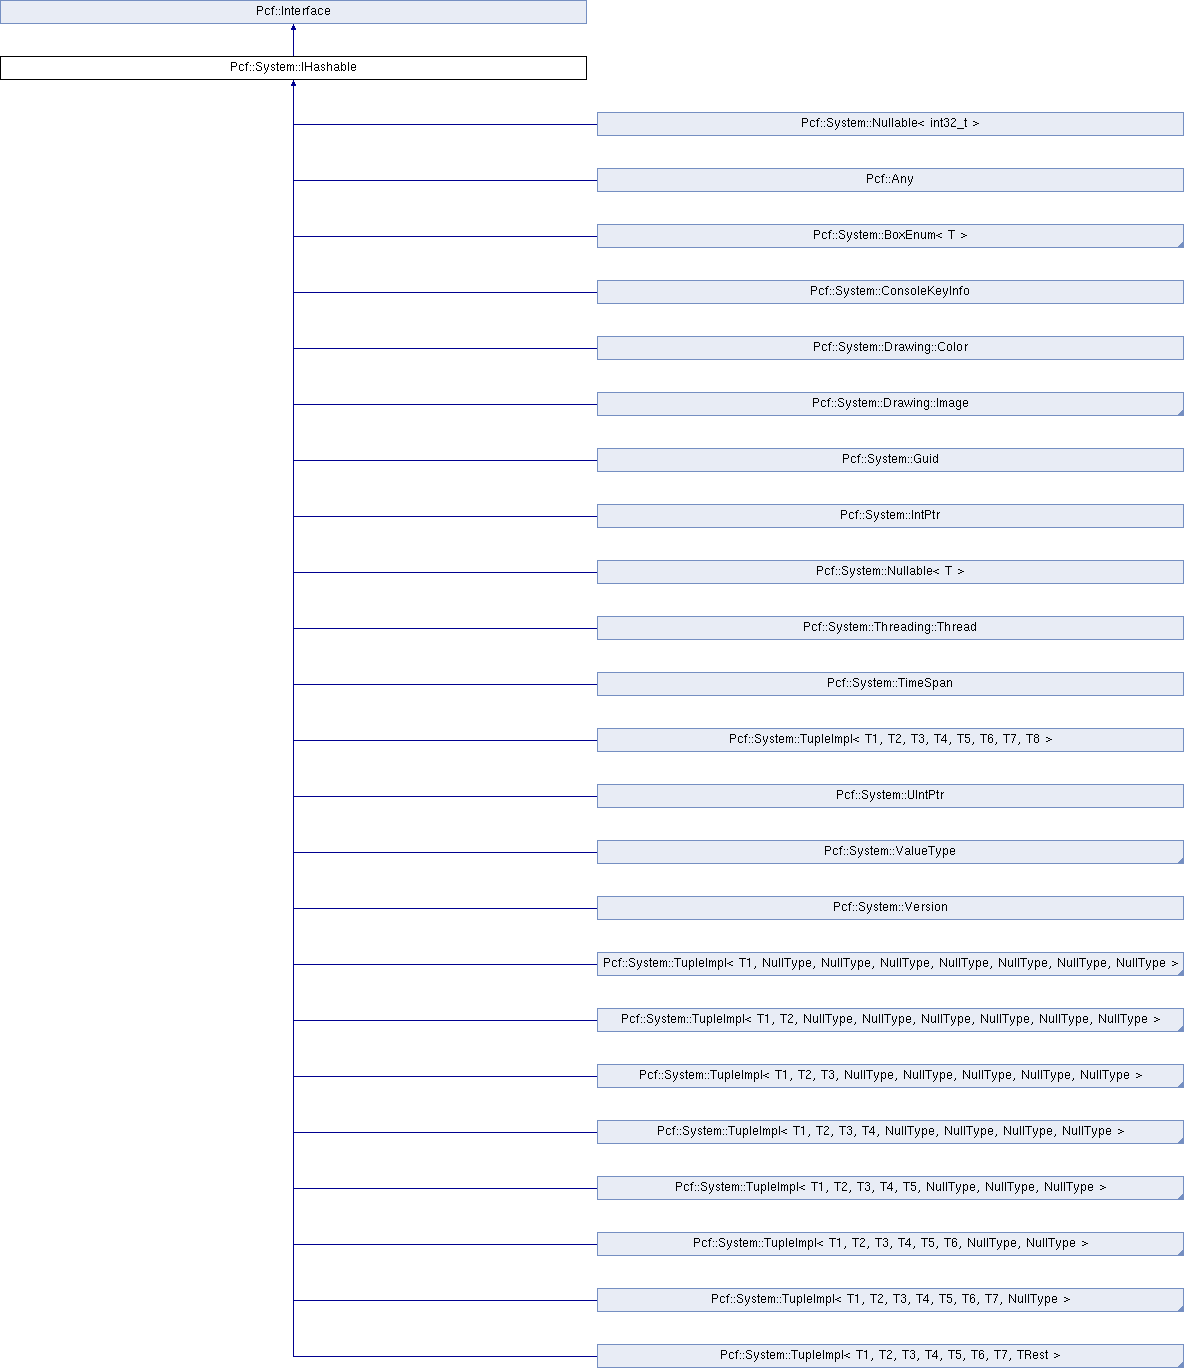 Pcf::Interface
Pcf::System::IHashable
Pcf::System::Nullable< int32_t >
Pcf::Any
Pcf::System::BoxEnum< T >
Pcf::System::ConsoleKeyInfo
Pcf::System::Drawing::Color
Pcf::System::Drawing::Image
Pcf::System::Guid
Pcf::System::IntPtr
Pcf::System::Nullable< T >
Pcf::System::Threading::Thread
Pcf::System::TimeSpan
Pcf::System::TupleImpl< T1, T2, T3, T4, T5, T6, T7, T8 >
Pcf::System::UIntPtr
Pcf::System::ValueType
Pcf::System::Version
Pcf::System::TupleImpl< T1, NullType, NullType, NullType, NullType, NullType, NullType, NullType >
Pcf::System::TupleImpl< T1, T2, NullType, NullType, NullType, NullType, NullType, NullType >
Pcf::System::TupleImpl< T1, T2, T3, NullType, NullType, NullType, NullType, NullType >
Pcf::System::TupleImpl< T1, T2, T3, T4, NullType, NullType, NullType, NullType >
Pcf::System::TupleImpl< T1, T2, T3, T4, T5, NullType, NullType, NullType >
Pcf::System::TupleImpl< T1, T2, T3, T4, T5, T6, NullType, NullType >
Pcf::System::TupleImpl< T1, T2, T3, T4, T5, T6, T7, NullType >
Pcf::System::TupleImpl< T1, T2, T3, T4, T5, T6, T7, TRest >